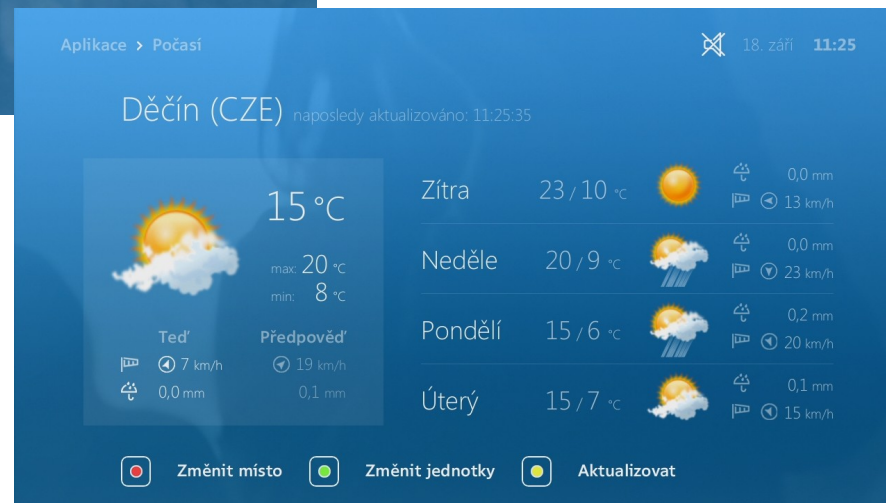 Aplikace > Počasí
18. září 11:25
Děčín (CZE) naposledy aktualizováno: 11:25:35
15 °C
max: 20 °C
min: 8 °C
Teď Předpověď
7 km/h 19 km/h
0,0 mm 0,1 mm
Zítra 23 / 10 °C 0,0 mm
13 km/h
Neděle 20 / 9 °C 0,0 mm
23 km/h
Pondělí 15 / 6 °C 0,2 mm
20 km/h
Úterý 15 / 7 °C 0,1 mm
15 km/h
Změnit místo Změnit jednotky Aktualizovat